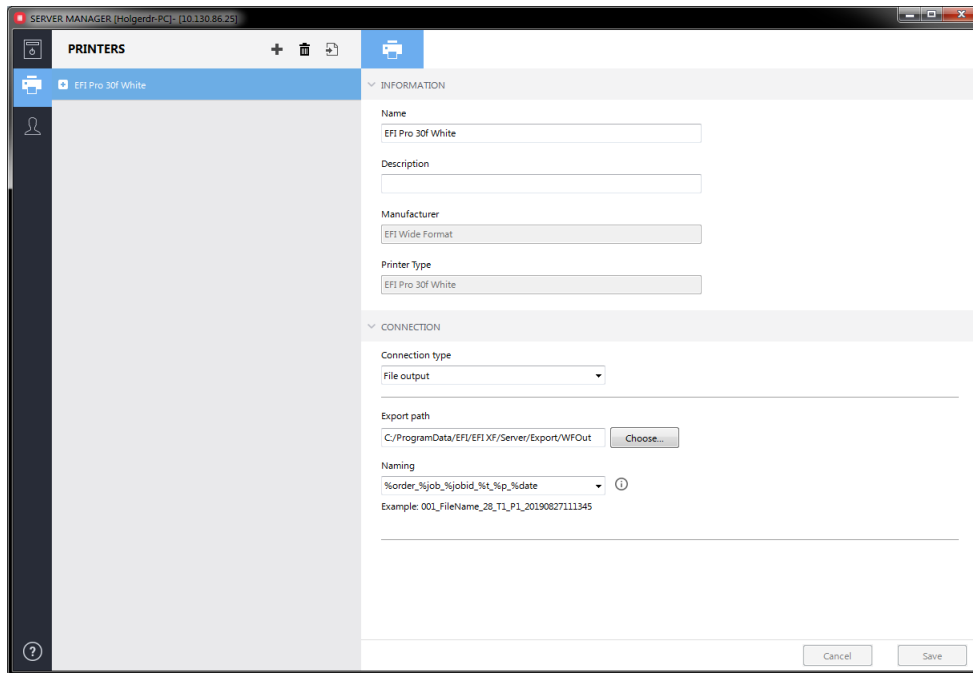 SERVER MANAGER [Holgerdr-PC]- [10.130.86.25]
PRINTERS
EFI Pro 30f White
INFORMATION
Name
EFI Pro 30f White
Description
Manufacturer
EFI Wide Format
Printer Type
EFI Pro 30f White
CONNECTION
Connection type
File output
Export path
C:/ProgramData/EFI/EFI XF/Server/Export/WFOut
Choose...
Naming
%order_%job_%jobid_%t_%p_%date
Example: 001_FileName_28_T1_P1_20190827111345
Cancel
Save